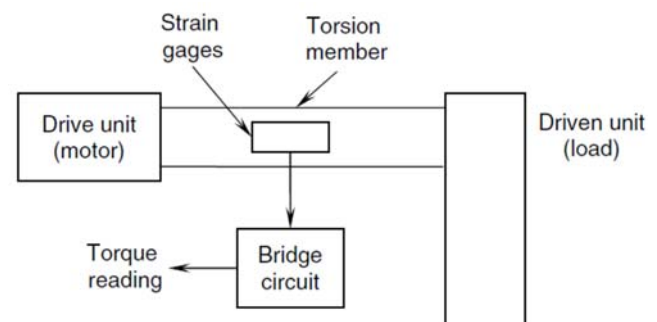 Strain
gages
Torsion
member
Drive unit
(motor)
Driven unit
(load)
Torque
reading
Bridge
circuit